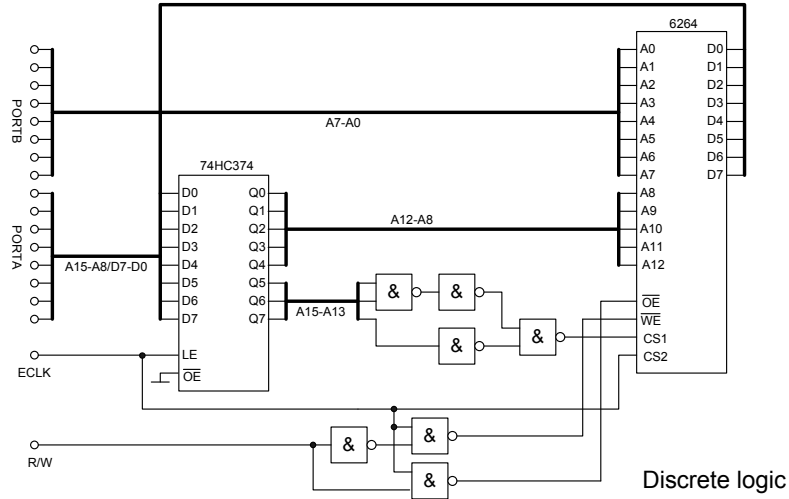 6264
A0 D0
A1 D1
A2 D2
A3 D3
A4 D4
A5 D5
A6 D6
A7 D7
A8
A9
A10
A11
A12
OE
WE
CS1
CS2
PORTB
A7-A0
74HC374
D0 Q0
D1 Q1
D2 Q2
D3 Q3
D4 Q4
D5 Q5
D6 Q6
D7 Q7
LE
OE
PORTA
A15-A8/D7-D0
A12-A8
A15-A13
&
&
&
&
ECLK
R/W
&
&
&
Discrete logic